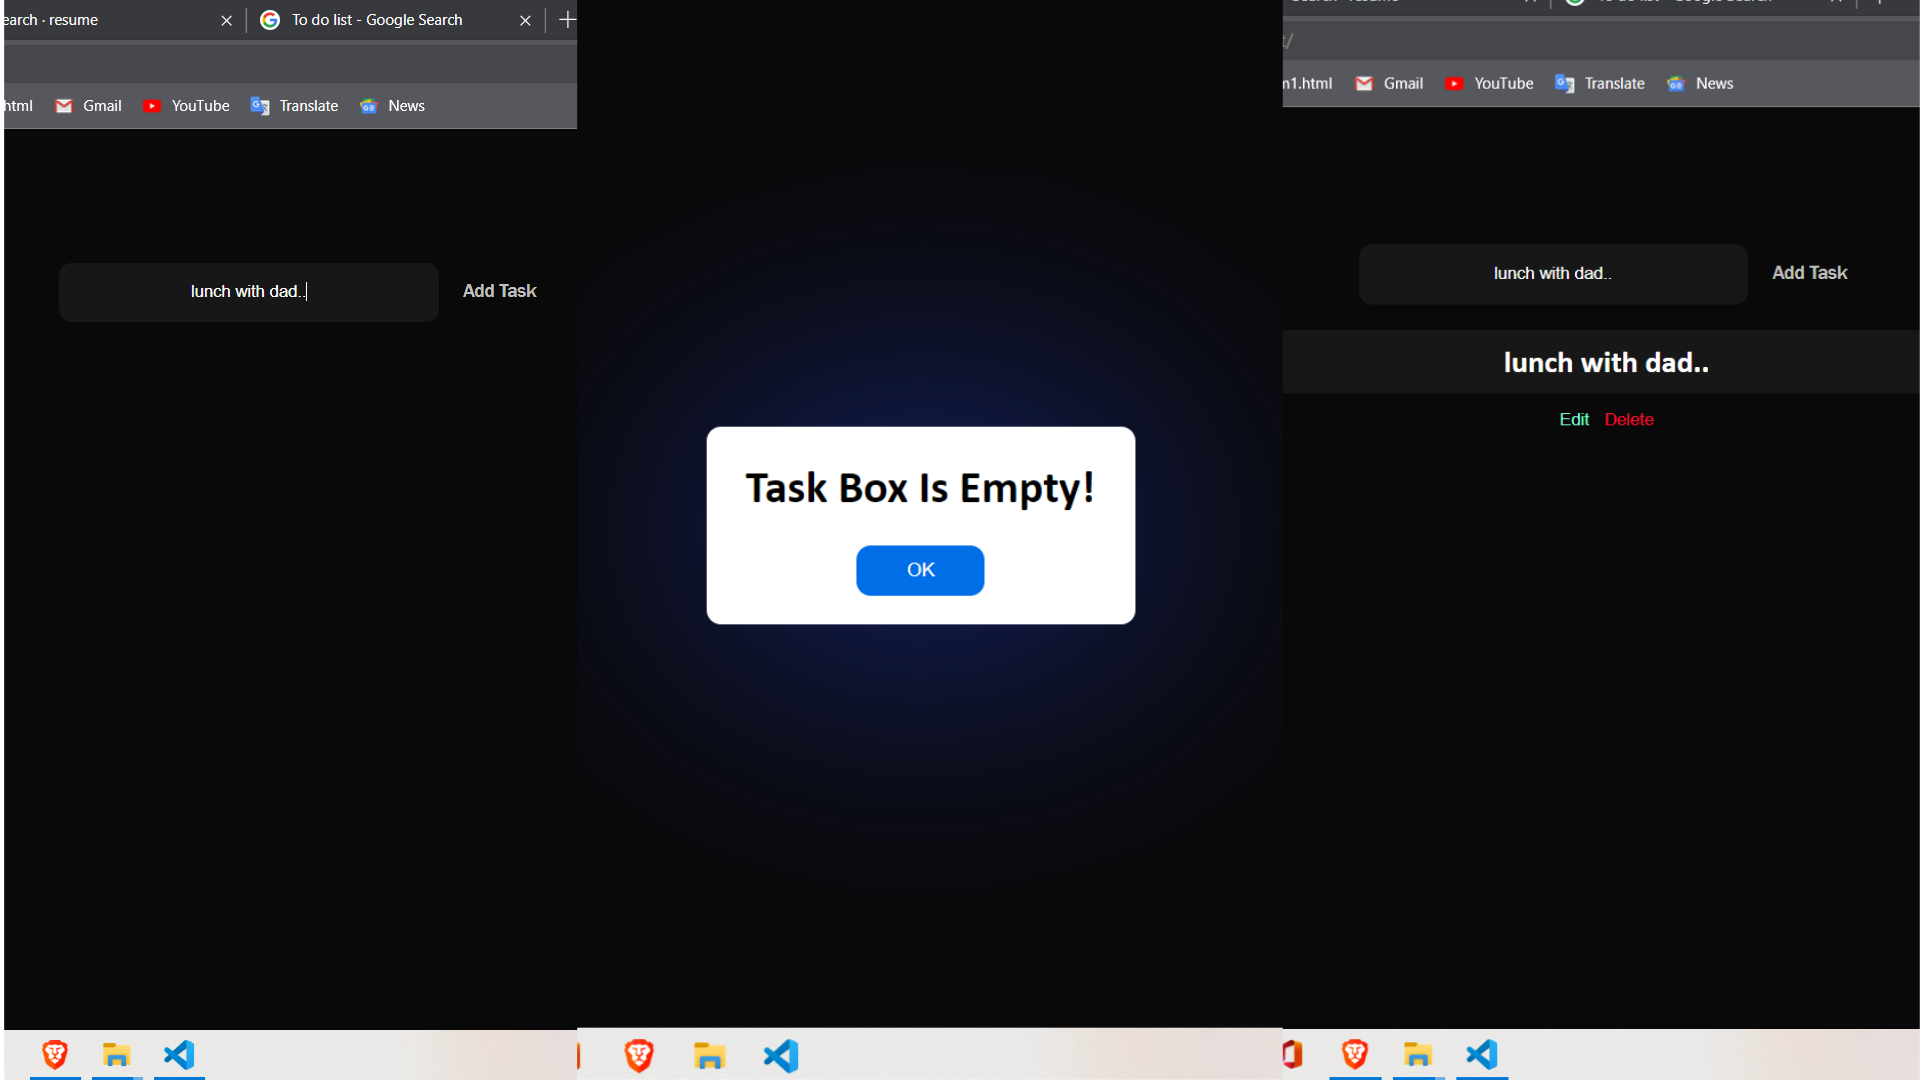 earch · resume
To do list - Google Search
html
Gmail
YouTube
Translate
News
lunch with dad..
Add Task
Task Box Is Empty!
OK
t/
m1.html
Gmail
YouTube
Translate
News
lunch with dad..
Add Task
lunch with dad..
Edit Delete